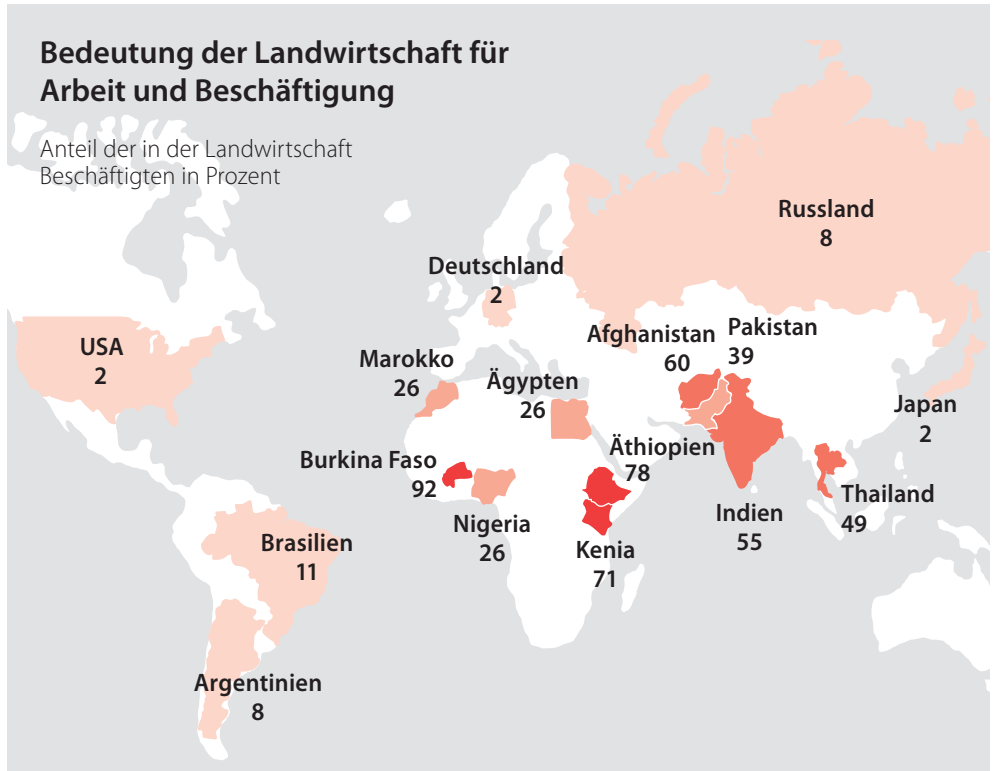 Bedeutung der Landwirtschaft für
Arbeit und Beschäftigung
Anteil der in der Landwirtschaft
Beschäftigten in Prozent
Russland
8
Deutschland
2
USA
2
Afghanistan
60
Pakistan
39
Marokko
26
Ägypten
26
Japan
2
Burkina Faso
92
Äthiopien
78
Nigeria
26
Kenia
71
Indien
55
Thailand
49
Brasilien
11
Argentinien
8